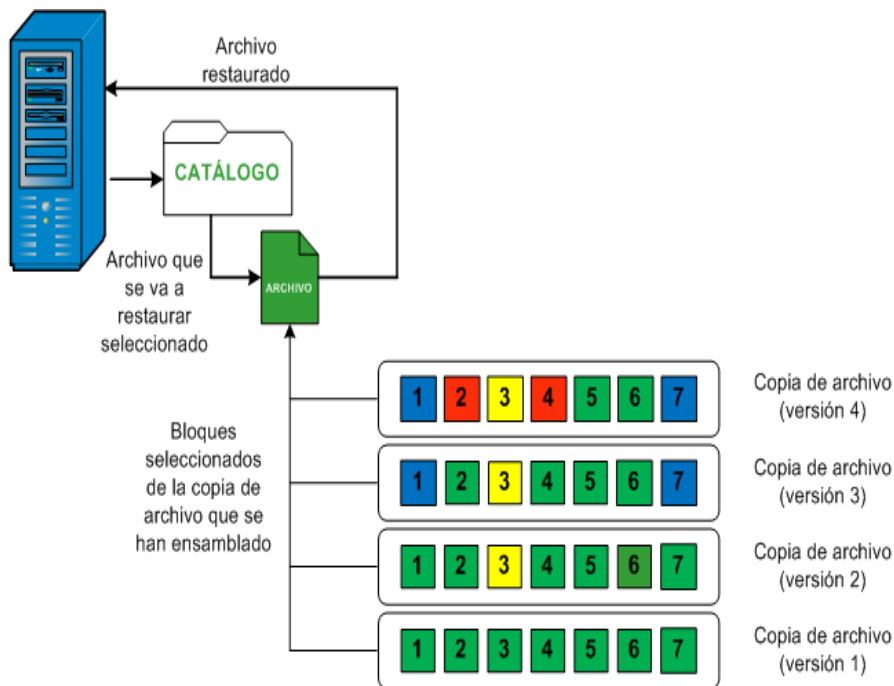 Archivo
restaurado
CATÁLOGO
Archivo que
se va a
restaurar
seleccionado
ARCHIVO
Bloques
seleccionados
de la copia de
archivo que se
han ensamblado
1 2 3 4 5 6 7
Copia de archivo
(versión 4)
1 2 3 4 5 6 7
Copia de archivo
(versión 3)
1 2 3 4 5 6 7
Copia de archivo
(versión 2)
1 2 3 4 5 6 7
Copia de archivo
(versión 1)